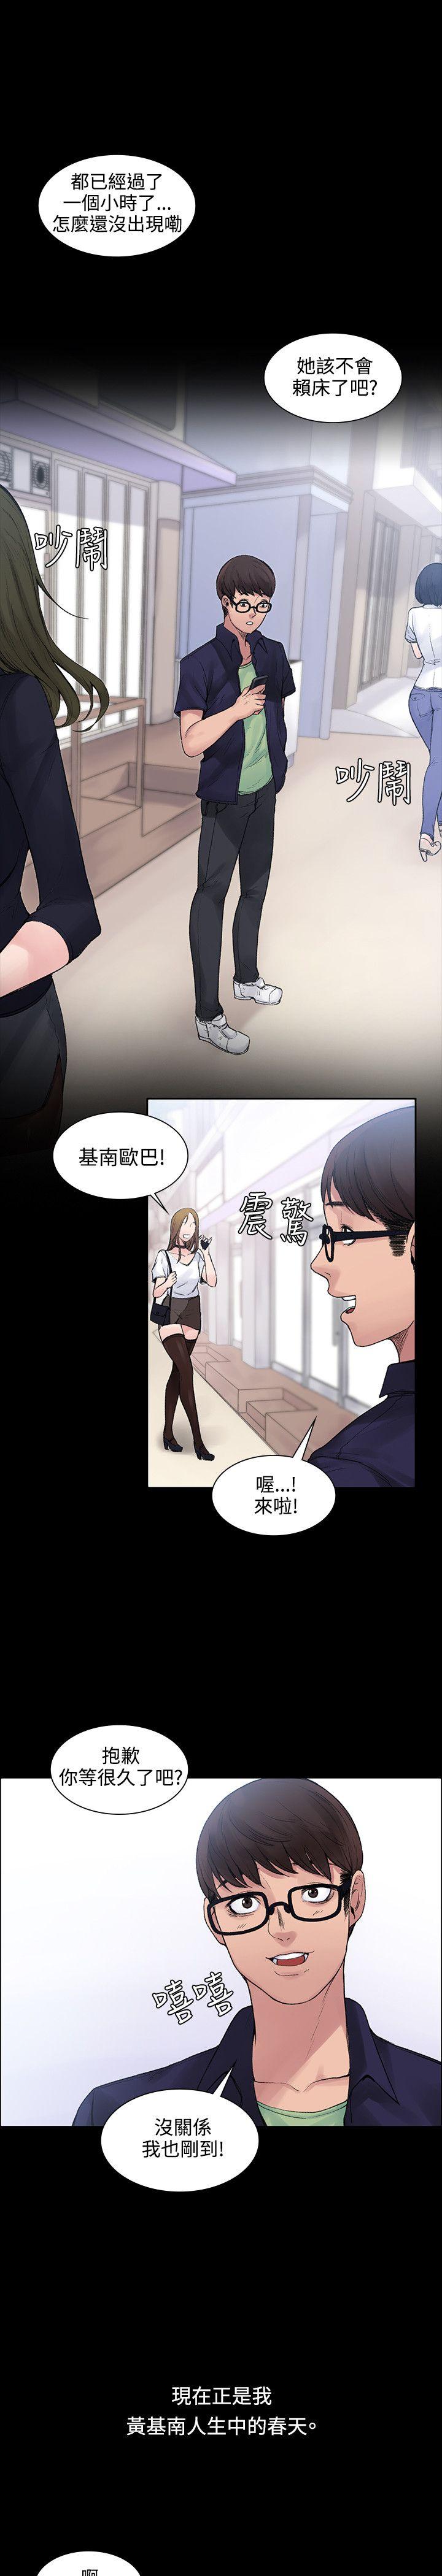 都已經過了
一個小時了...
怎麼還沒出現嘞
她該不會
賴床了吧?
吵鬧
吵鬧
基南歐巴!
震驚
喔...!
來啦!
抱歉
你等很久了吧?
嘻嘻
沒關係
我也剛到!
現在正是我
黃基南人生中的春天。
啊